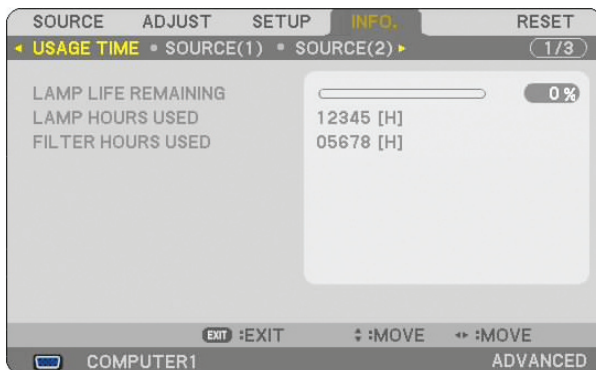 SOURCE ADJUST SETUP INFO. RESET
USAGE TIME SOURCE(1) SOURCE(2) (1/3)
LAMP LIFE REMAINING 0 %
LAMP HOURS USED 12345 [H]
FILTER HOURS USED 05678 [H]
EXIT :EXIT :MOVE :MOVE
COMPUTER1 ADVANCED